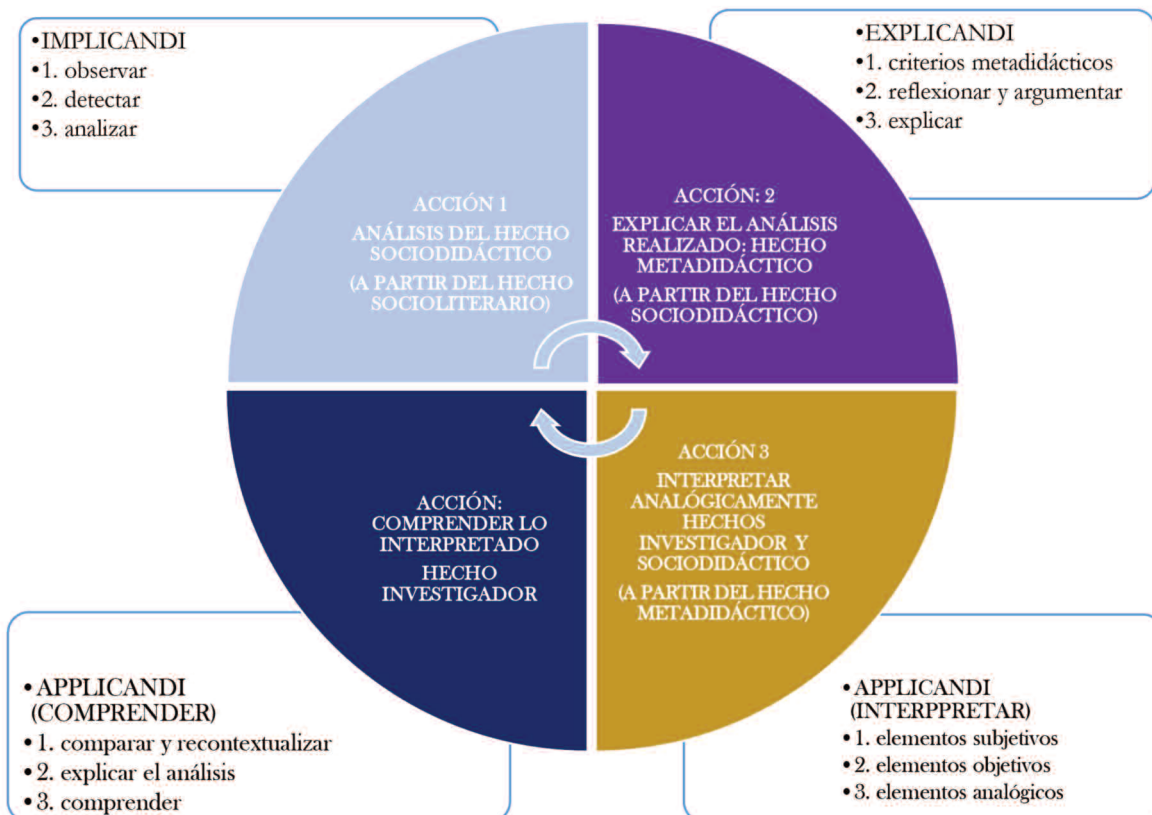 •IMPLICANDI
•1. observar
•2. detectar
•3. analizar
•EXPLICANDI
•1. criterios metadidácticos
•2. reflexionar y argumentar
•3. explicar
ACCIÓN 1
ANÁLISIS DEL HECHO
SOCIODIDÁCTICO
(A PARTIR DEL HECHO
SOCIOLITERARIO)
ACCIÓN: 2
EXPLICAR EL ANÁLISIS
REALIZADO: HECHO
METADIDÁCTICO
(A PARTIR DEL HECHO
SOCIODIDÁCTICO)
ACCIÓN:
COMPRENDER LO
INTERPRETADO
HECHO
INVESTIGADOR
ACCIÓN 3
INTERPRETAR
ANALÓGICAMENTE
HECHOS
INVESTIGADOR Y
SOCIODIDÁCTICO
(A PARTIR DEL HECHO
METADIDÁCTICO)
• APPLICANDI
(COMPRENDER)
• 1. comparar y recontextualizar
• 2. explicar el análisis
• 3. comprender
• APPLICANDI
(INTERPPRETAR)
• 1. elementos subjetivos
• 2. elementos objetivos
• 3. elementos analógicos